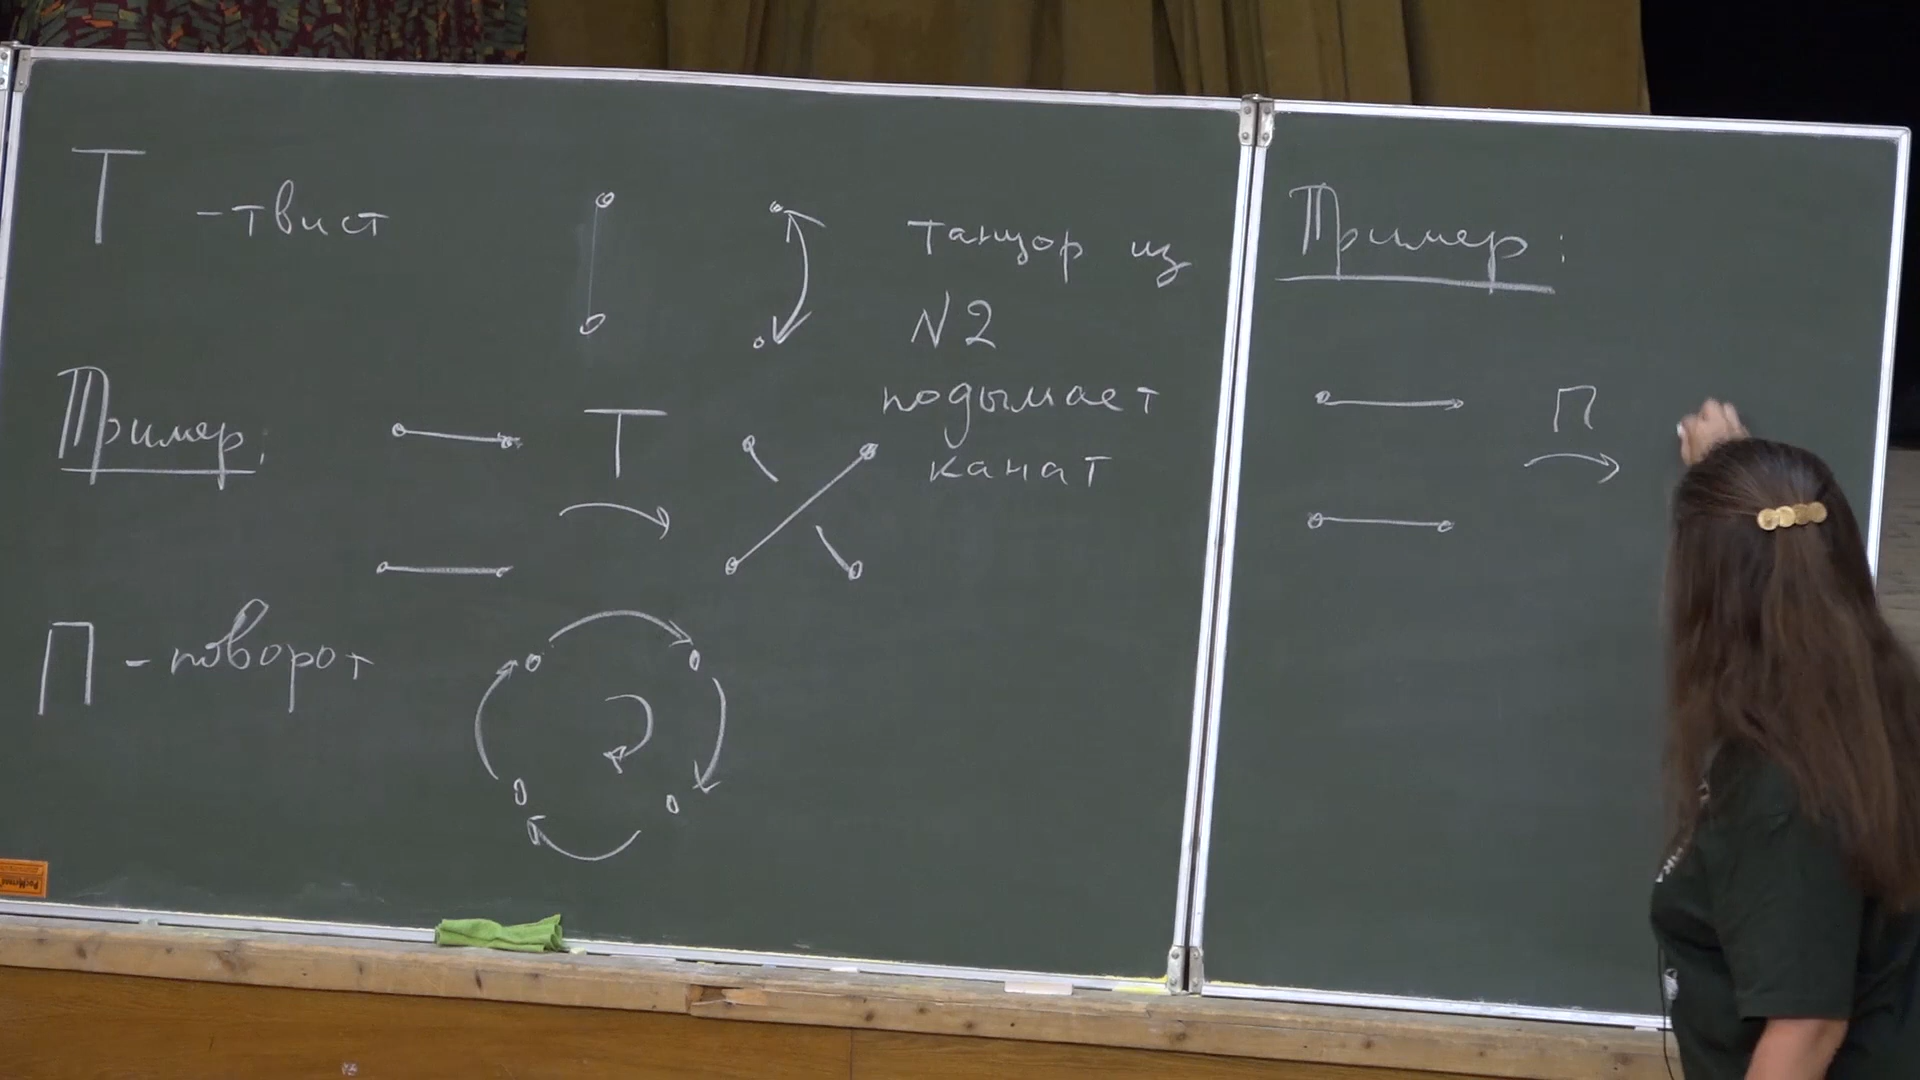 Т - твист
танцор из
N2
подымает
канат
Пример:
Т
П - поворот
Пример:
П